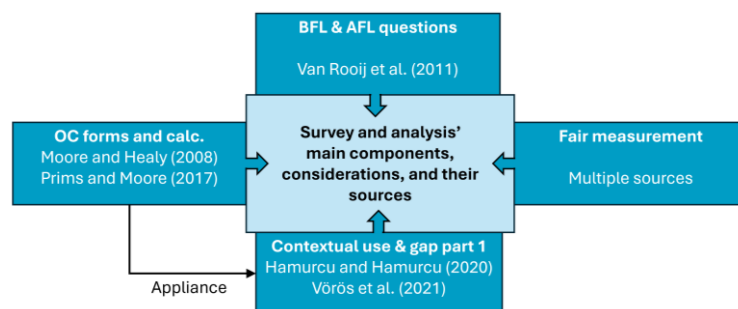 BFL & AFL questions
Van Rooij et al. (2011)
OC forms and calc.
Moore and Healy (2008)
Prims and Moore (2017)
Survey and analysis'
main components,
considerations, and their
sources
Fair measurement
Multiple sources
Contextual use & gap part 1
Hamurcu and Hamurcu (2020)
Vörös et al. (2021)
Appliance